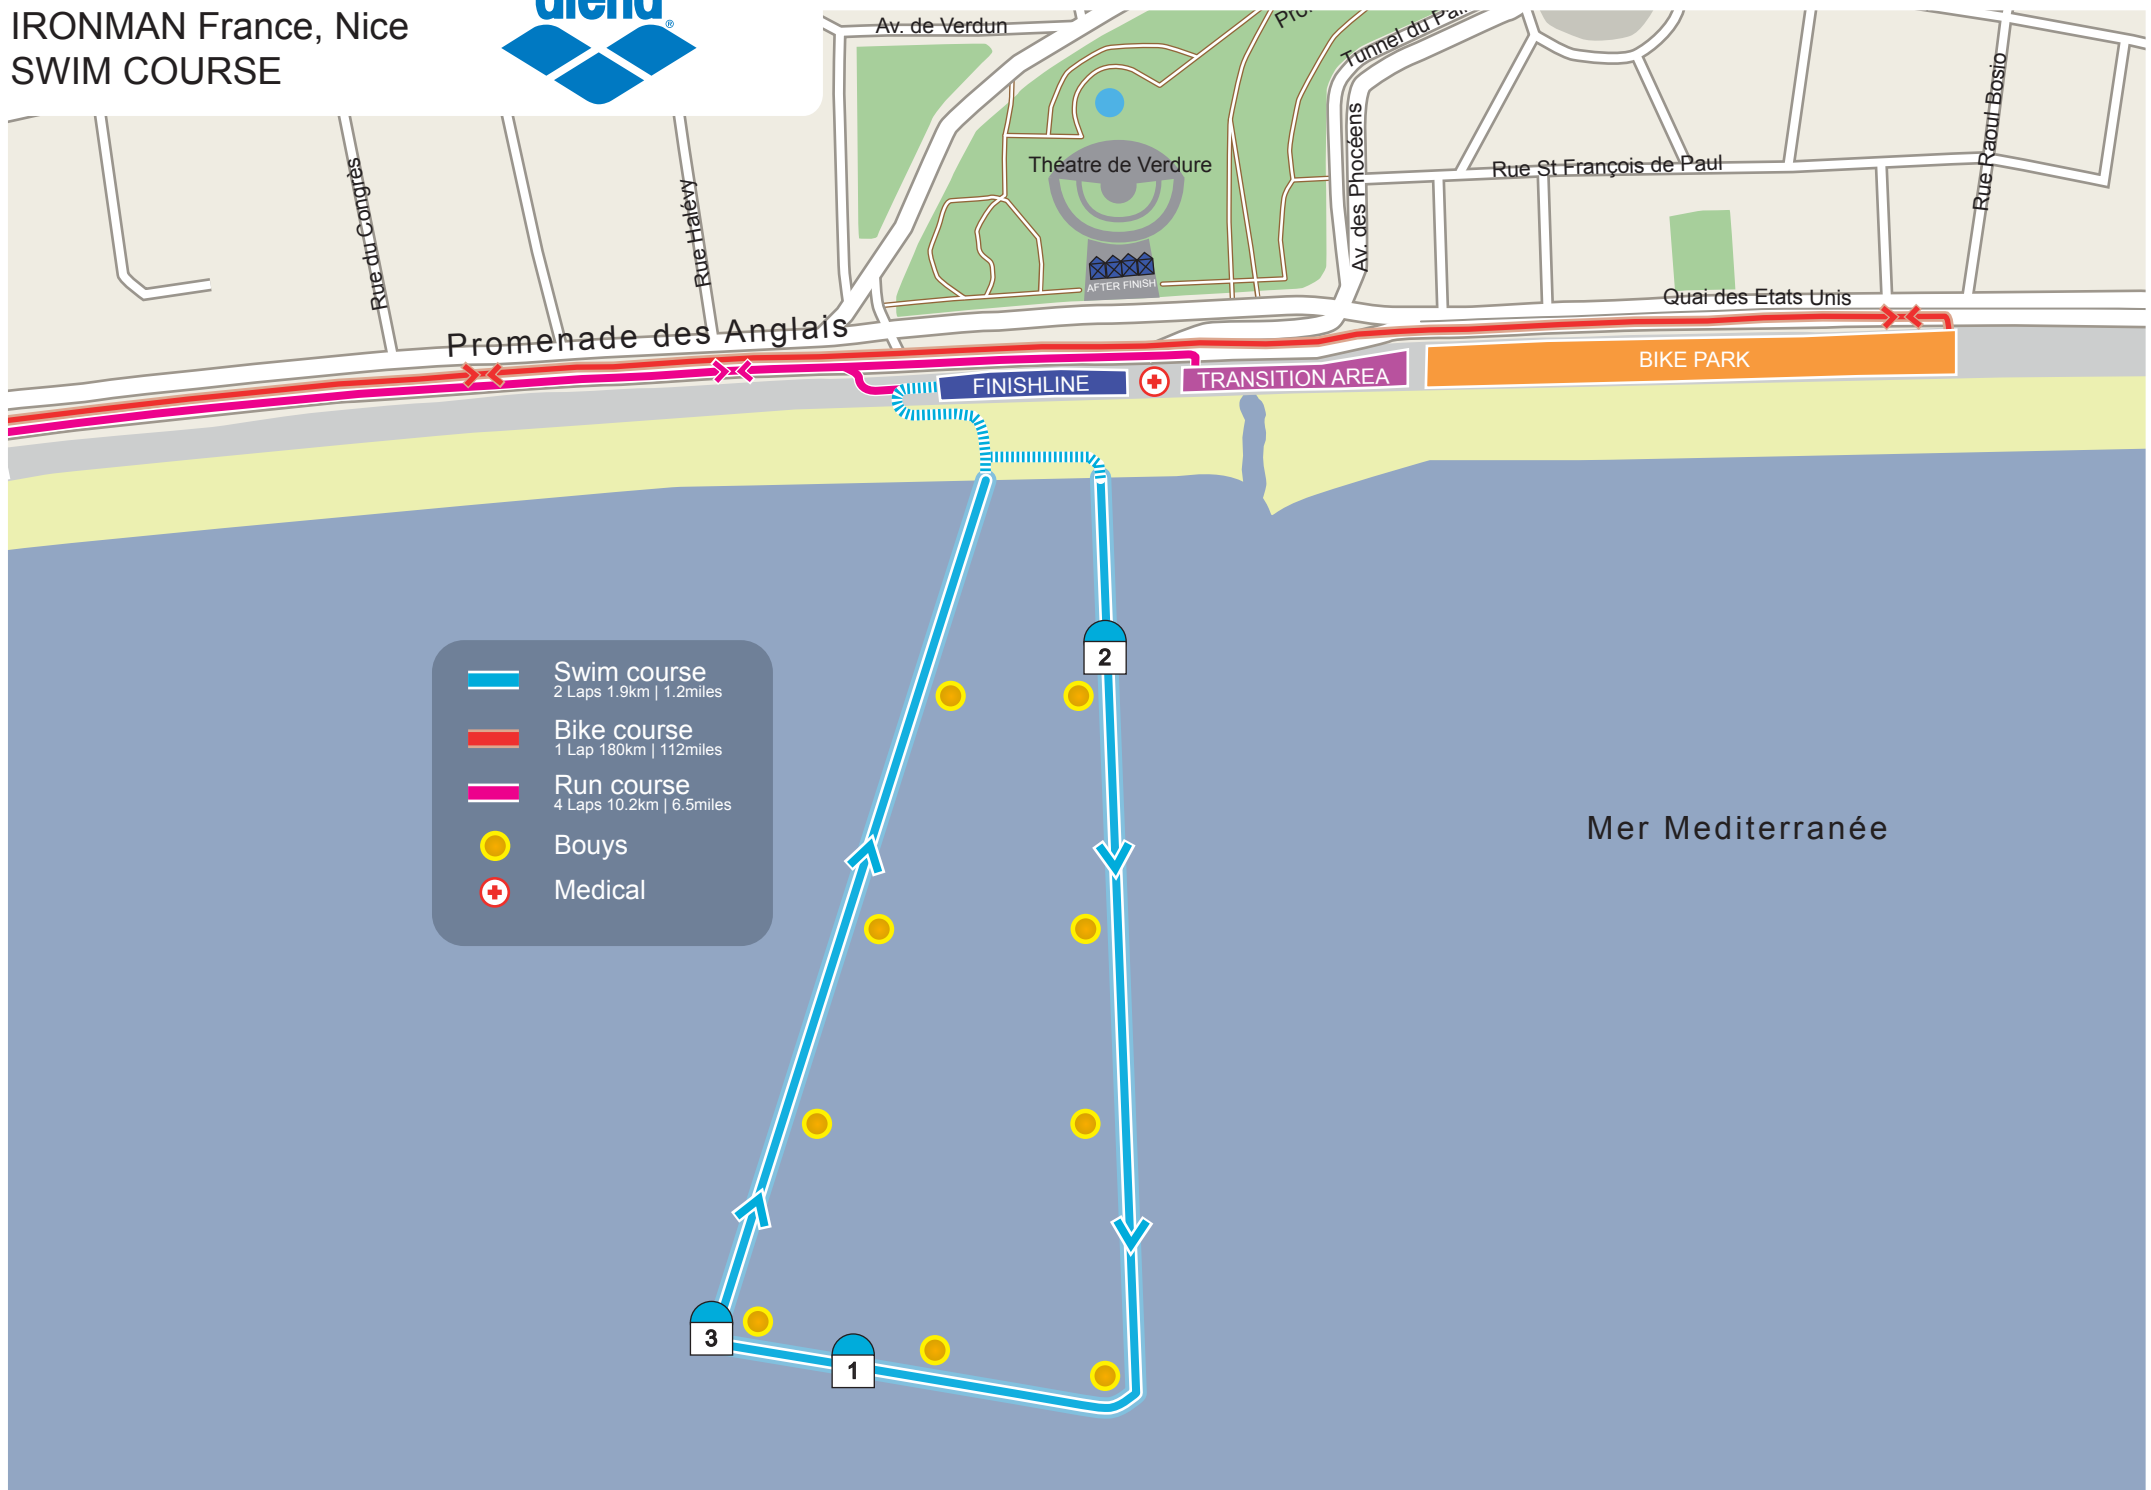 IRONMAN France, Nice
SWIM COURSE
arena
®
Av. de Verdun
Tunnel du
Rue Raoul Bosio
Av. des Phocéens
Théatre de Verdure
Rue St François de Paul
Rue du Congrès
Rue Halévy
AFTER FINISH
Quai des Etats Unis
Promenade des Anglais
BIKE PARK
FINISHLINE
TRANSITION AREA
2
Swim course
2 Laps 1.9km | 1.2miles
Bike course
1 Lap 180km | 112miles
Run course
4 Laps 10.2km | 6.5miles
Bouys
Medical
Mer Mediterranée
3
1